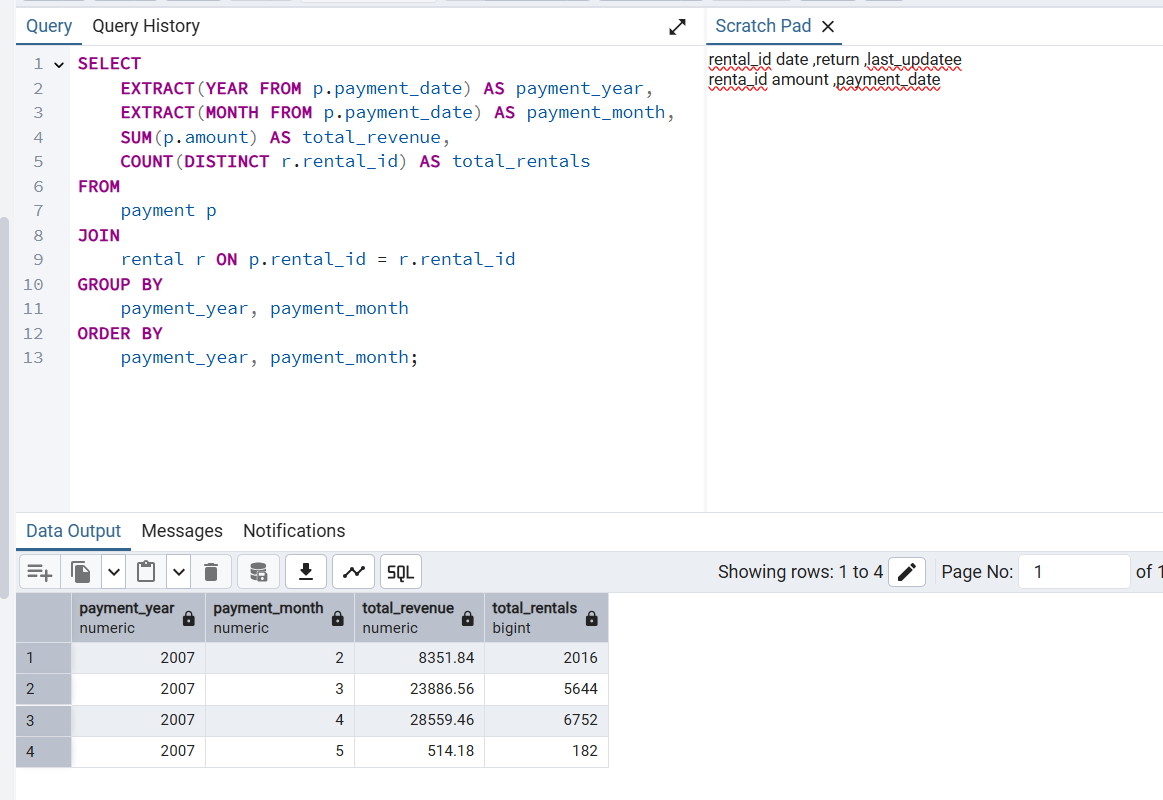 Query Query History
Scratch Pad
1 SELECT
2 EXTRACT(YEAR FROM p.payment_date) AS payment_year,
3 EXTRACT(MONTH FROM p.payment_date) AS payment_month,
4 SUM(p.amount) AS total_revenue,
5 COUNT(DISTINCT r.rental_id) AS total_rentals
6 FROM
7 payment p
8 JOIN
9 rental r ON p.rental_id = r.rental_id
10 GROUP BY
11 payment_year, payment_month
12 ORDER BY
13 payment_year, payment_month;
rental_id date ,return ,last_updatee
renta_id amount ,payment_date
Data Output Messages Notifications
SQL Showing rows: 1 to 4 Page No: 1 of 1
payment_year payment_month total_revenue total_rentals
numeric numeric numeric bigint
1 2007 2 8351.84 2016
2 2007 3 23886.56 5644
3 2007 4 28559.46 6752
4 2007 5 514.18 182